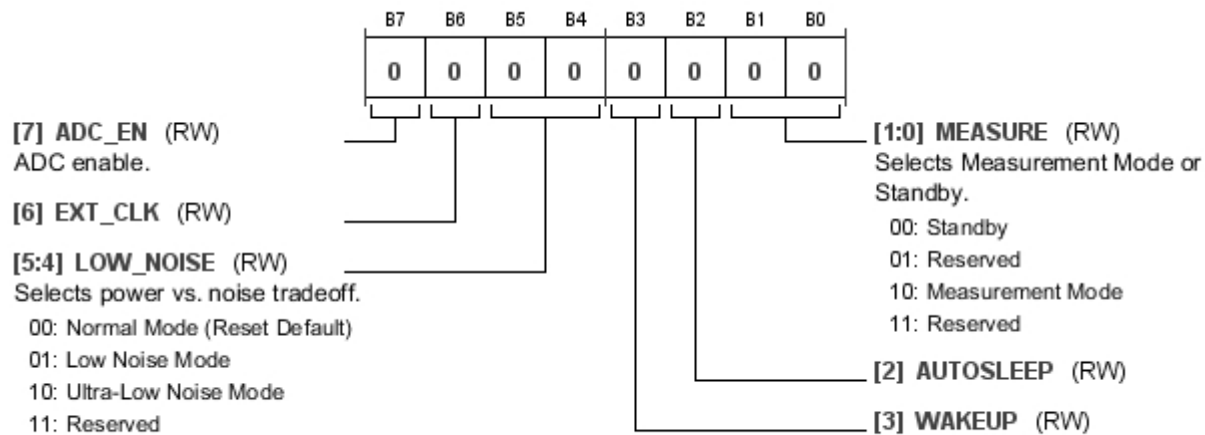 B7 B6 B5 B4 B3 B2 B1 B0
0 0 0 0 0 0 0 0
[7] ADC_EN (RW)
ADC enable.
[6] EXT_CLK (RW)
[5:4] LOW_NOISE (RW)
Selects power vs. noise tradeoff.
00: Normal Mode (Reset Default)
01: Low Noise Mode
10: Ultra-Low Noise Mode
11: Reserved
[1:0] MEASURE (RW)
Selects Measurement Mode or
Standby.
00: Standby
01: Reserved
10: Measurement Mode
11: Reserved
[2] AUTOSLEEP (RW)
[3] WAKEUP (RW)